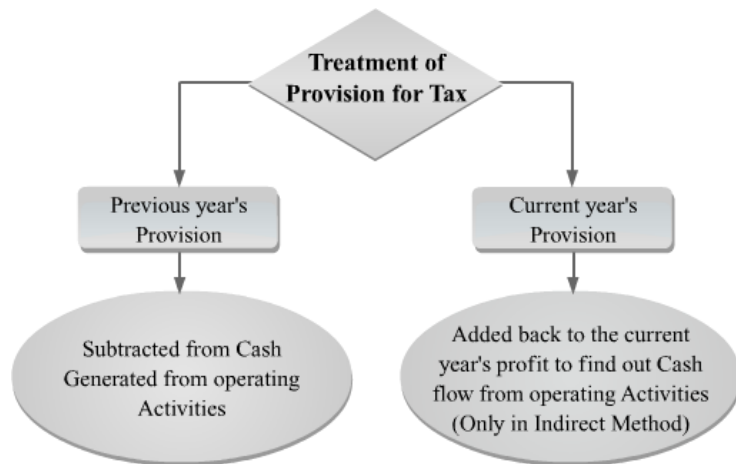 Treatment of
Provision for Tax
Previous year's
Provision
Current year's
Provision
Subtracted from Cash
Generated from operating
Activities
Added back to the current
year's profit to find out Cash
flow from operating Activities
(Only in Indirect Method)